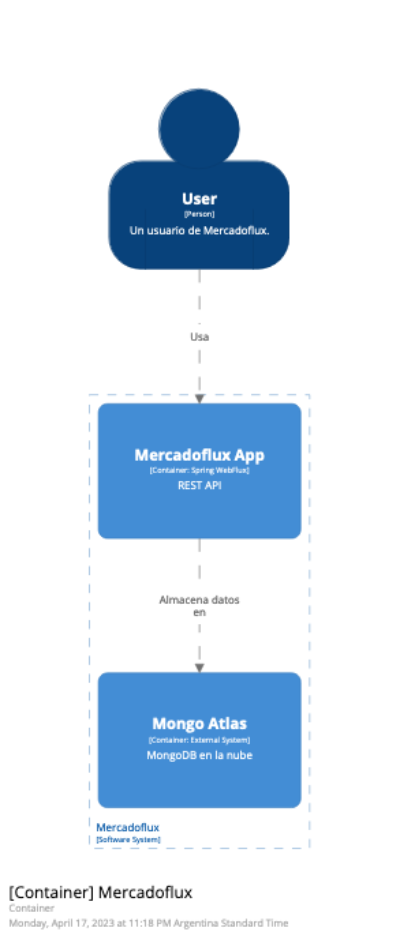 User
[Person]
Un usuario de Mercadoflux.
Usa
Mercadoflux App
[Container: Spring WebFlux]
REST API
Almacena datos
en
Mongo Atlas
[Container: External System]
MongoDB en la nube
Mercadoflux
[Software System]
[Container] Mercadoflux
Container
Monday, April 17, 2023 at 11:18 PM Argentina Standard Time